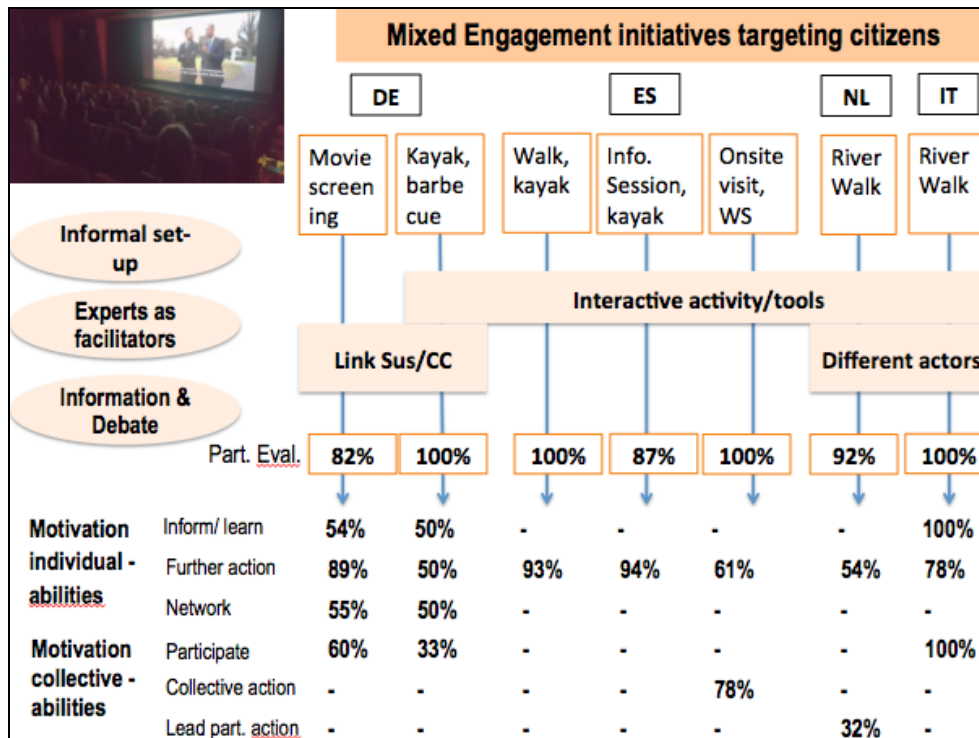 Mixed Engagement initiatives targeting citizens
DE ES NL IT
Movie screen ing
Kayak, barbe cue
Walk, kayak
Info. Session, kayak
Onsite visit, WS
River Walk
River Walk
Informal set-
up
Experts as
facilitators
Information &
Debate
Interactive activity/tools
Link Sus/CC
Different actors
Part. Eval. 82% 100% 100% 87% 100% 92% 100%
Motivation
individual -
abilities
Inform/ learn 54% 50% - - - - 100%
Further action 89% 50% 93% 94% 61% 54% 78%
Network 55% 50% - - - - -
Motivation
collective -
abilities
Participate 60% 33% - - - - 100%
Collective action - - - - 78% - -
Lead part. action - - - - - 32% -